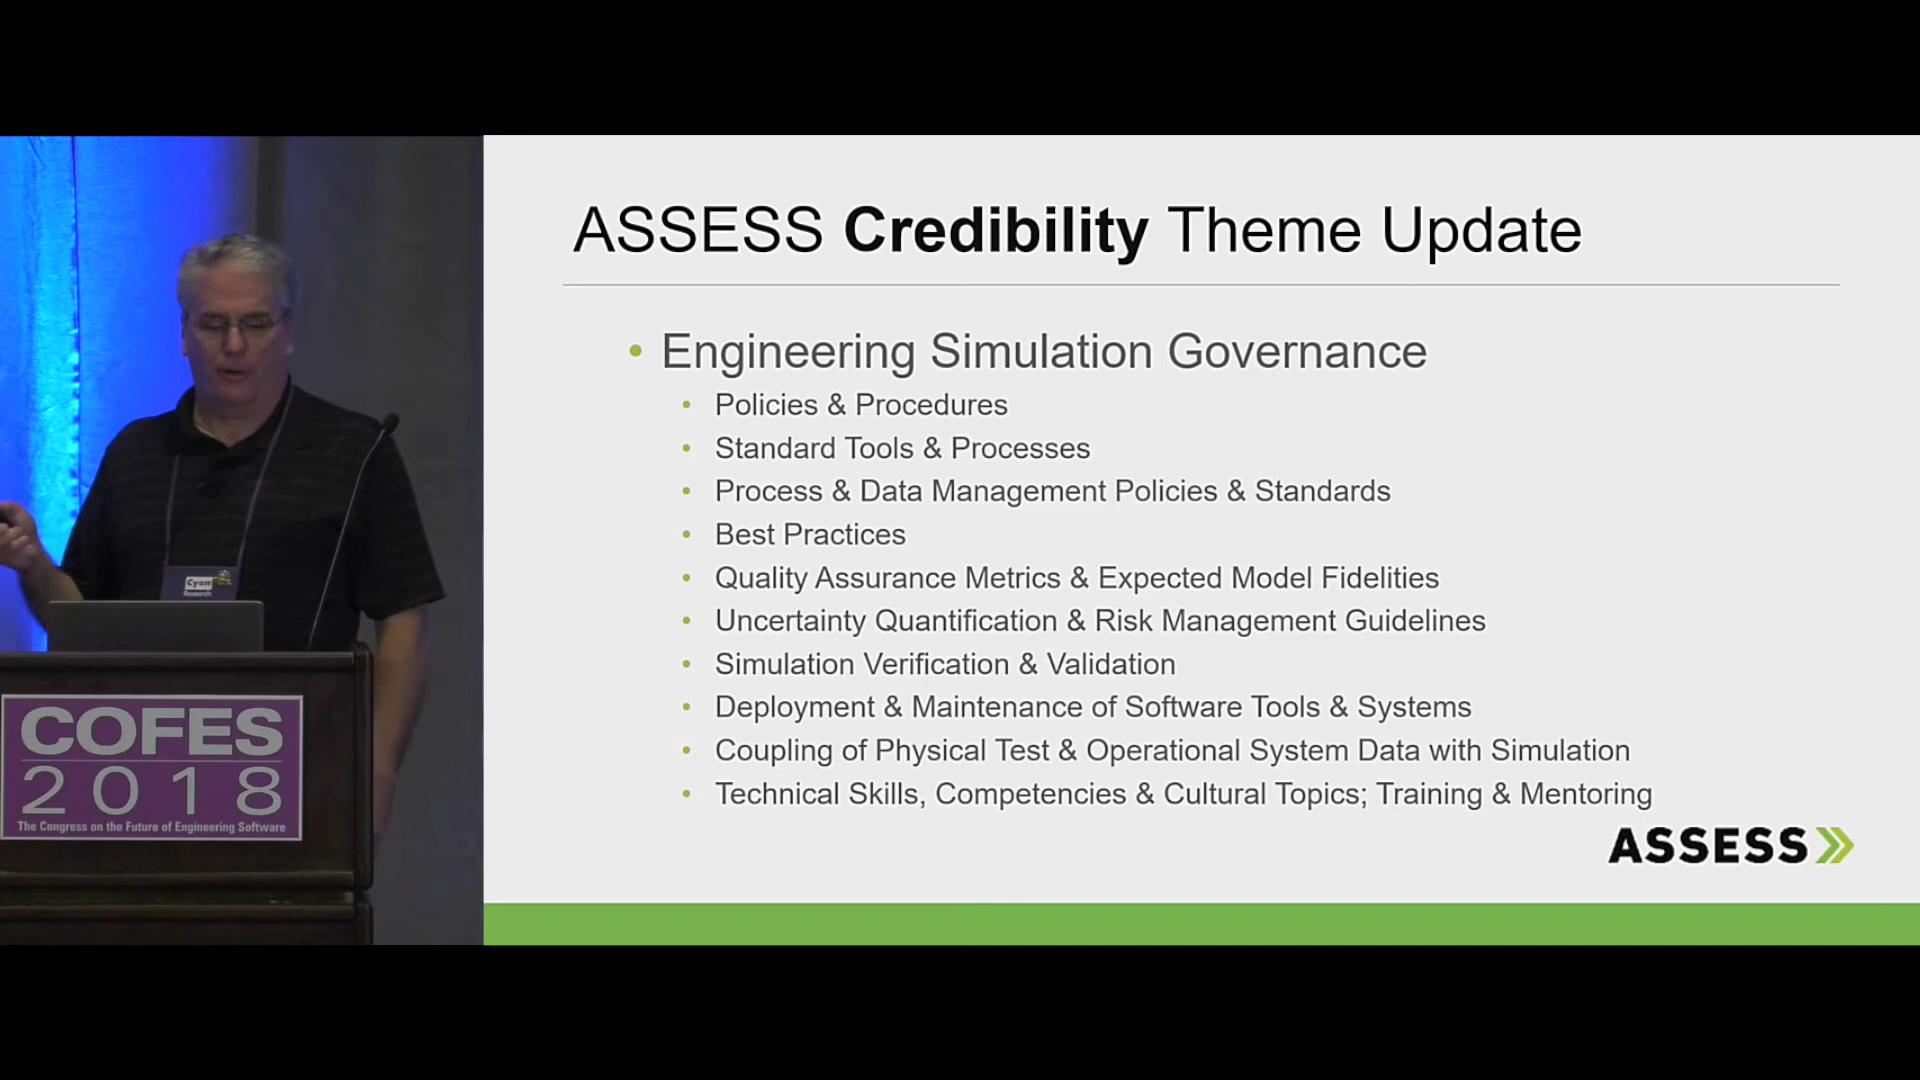 ASSESS Credibility Theme Update
• Engineering Simulation Governance
• Policies & Procedures
• Standard Tools & Processes
• Process & Data Management Policies & Standards
• Best Practices
• Quality Assurance Metrics & Expected Model Fidelities
• Uncertainty Quantification & Risk Management Guidelines
• Simulation Verification & Validation
• Deployment & Maintenance of Software Tools & Systems
• Coupling of Physical Test & Operational System Data with Simulation
• Technical Skills, Competencies & Cultural Topics; Training & Mentoring
ASSESS
Cyon
Research
COFES
2018
The Congress on the Future of Engineering Software